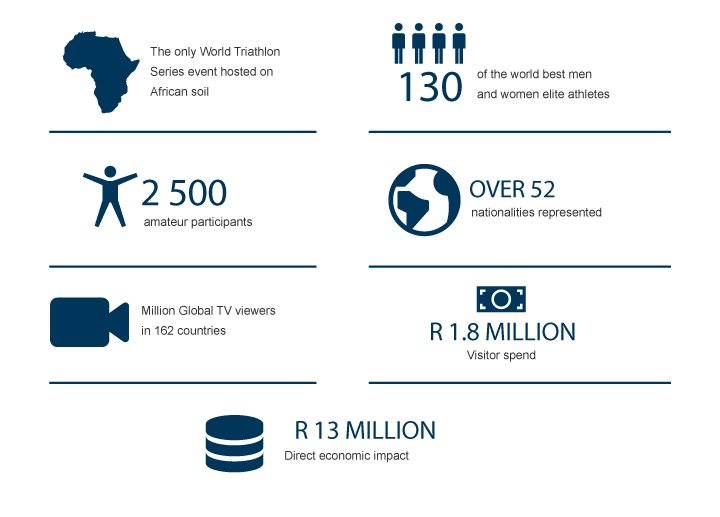 The only World Triathlon
Series event hosted on
African soil
130
of the world best men
and women elite athletes
2 500
amateur participants
OVER 52
nationalities represented
Million Global TV viewers
in 162 countries
R 1.8 MILLION
Visitor spend
R 13 MILLION
Direct economic impact